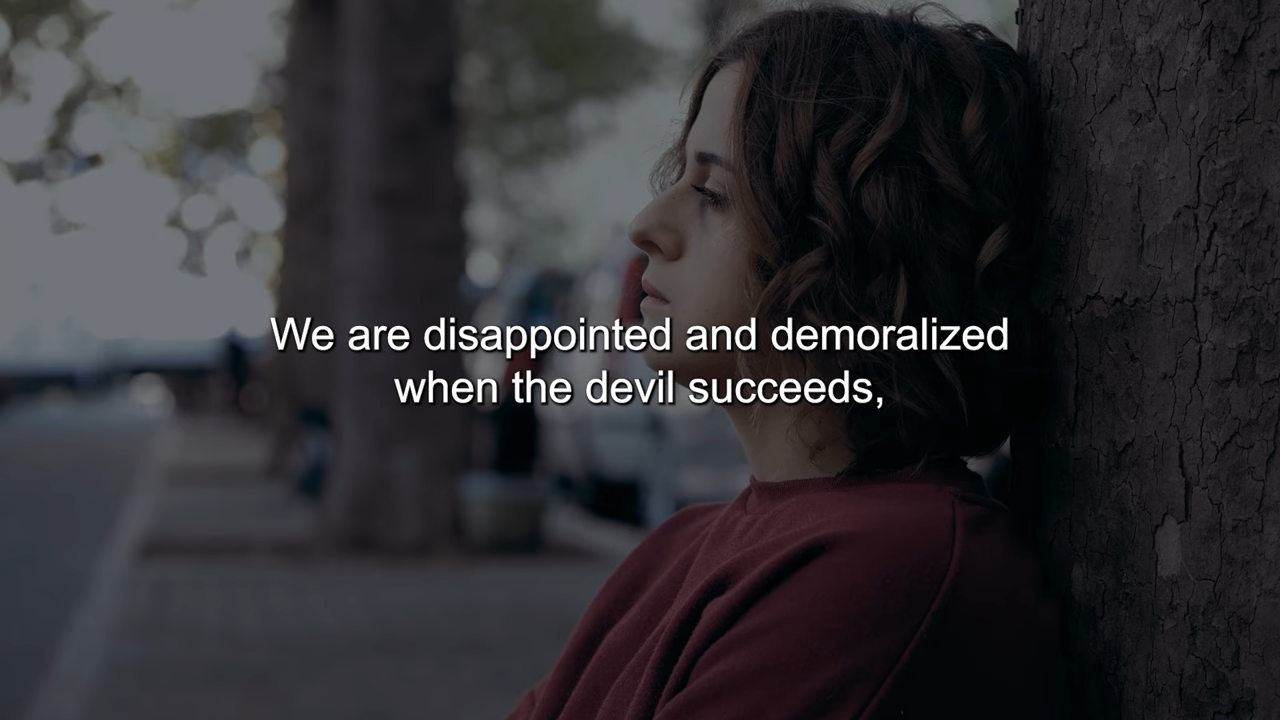 We are disappointed and demoralized
when the devil succeeds,